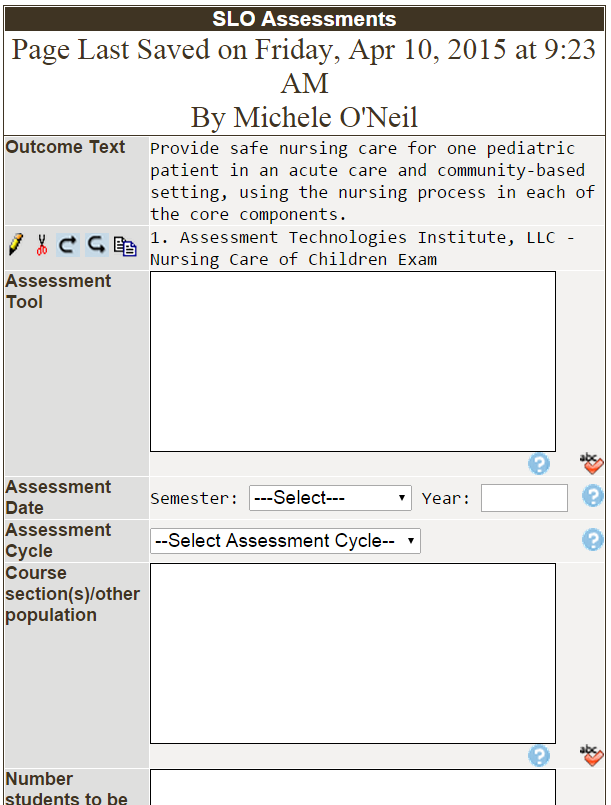 SLO Assessments
Page Last Saved on Friday, Apr 10, 2015 at 9:23
AM
By Michele O'Neil
Outcome Text
Provide safe nursing care for one pediatric
patient in an acute care and community-based
setting, using the nursing process in each of
the core components.
1. Assessment Technologies Institute, LLC -
Nursing Care of Children Exam
Assessment
Tool
? abc
Assessment
Date
Semester: ---Select--- Year: ?
Assessment
Cycle
--Select Assessment Cycle-- ?
Course
section(s)/other
population
? abc
Number
students to be